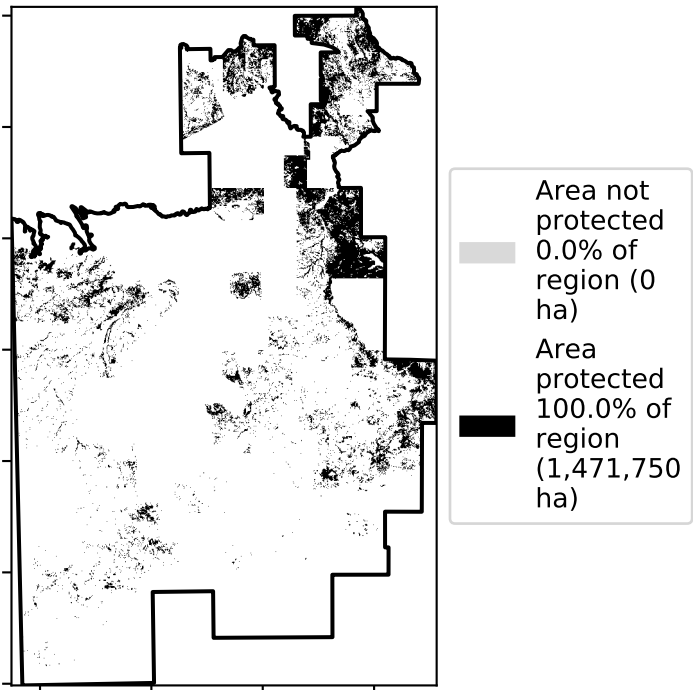 Area not
protected
0.0% of
region (0
ha)
Area
protected
100.0% of
region
(1,471,750
ha)